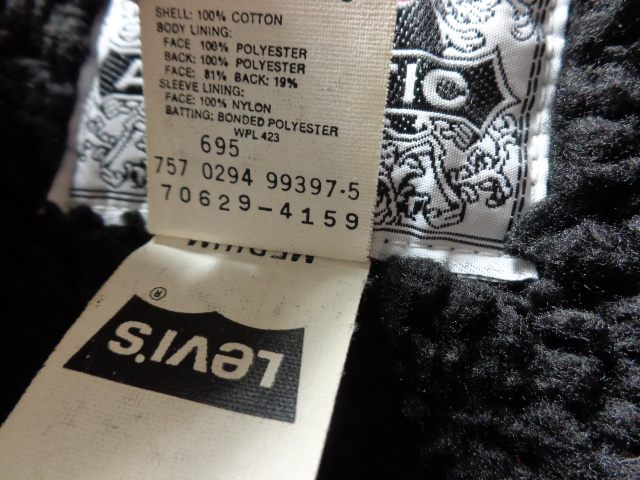 SHELL: 100% COTTON
BODY LINING:
FACE 100% POLYESTER
BACK: 100% POLYESTER
FACE: 81% BACK: 19%
SLEEVE LINING:
FACE: 100% NYLON
BATTING: BONDED POLYESTER
WPL 423
695
757 0294 99397-5
70629-4159
MEDIUM
LEVI'S ®
TIC